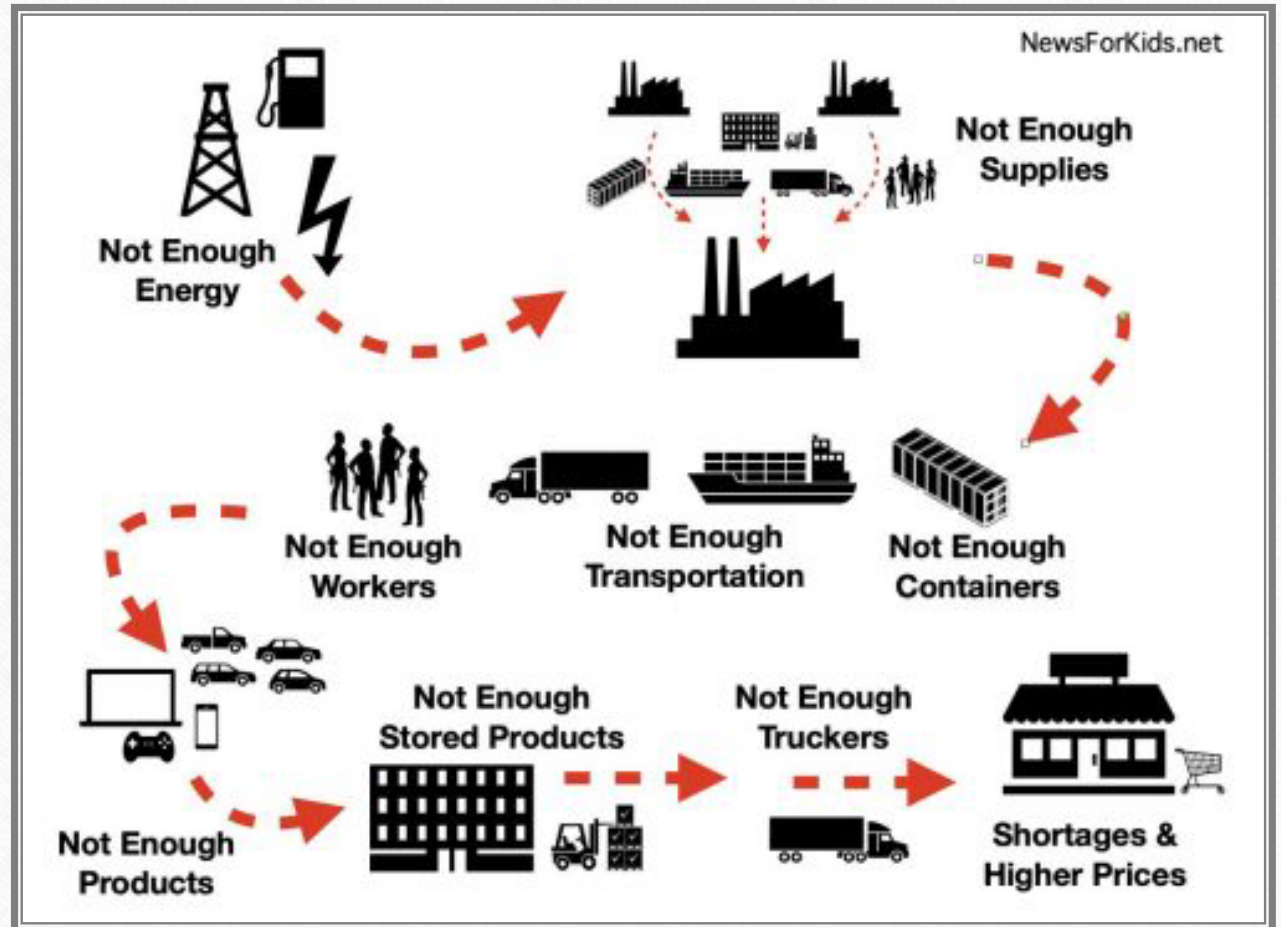 NewsForKids.net
Not Enough
Energy
Not Enough
Supplies
Not Enough
Workers
Not Enough
Transportation
Not Enough
Containers
Not Enough
Products
Not Enough
Stored Products
Not Enough
Truckers
Shortages &
Higher Prices